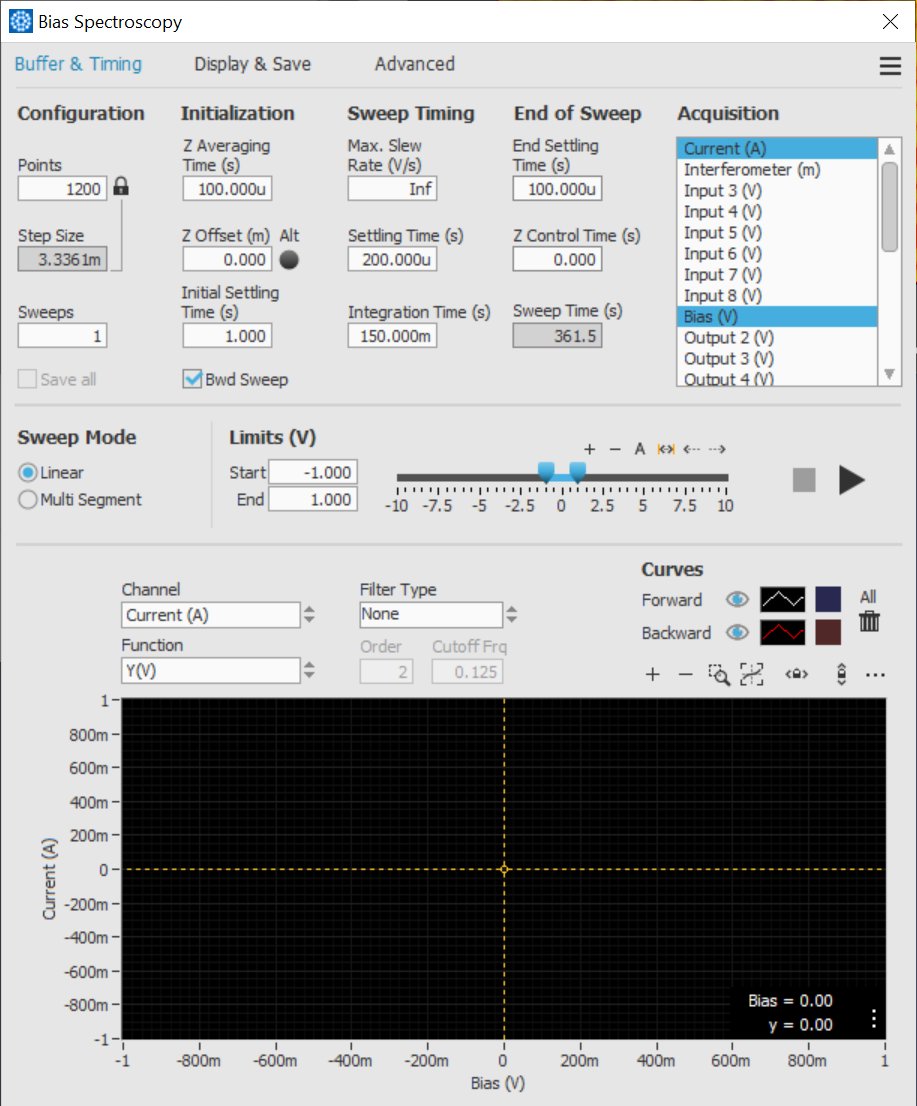 Bias Spectroscopy
Buffer & Timing Display & Save Advanced
Configuration Initialization Sweep Timing End of Sweep Acquisition
Points
1200
Step Size
3.3361m
Sweeps
1
Save all
Z Averaging
Time (s)
100.000u
Z Offset (m) Alt
0.000
Initial Settling
Time (s)
1.000
Bwd Sweep
Max. Slew
Rate (V/s)
Inf
Settling Time (s)
200.000u
Integration Time (s)
150.000m
End Settling
Time (s)
100.000u
Z Control Time (s)
0.000
Sweep Time (s)
361.5
Current (A)
Interferometer (m)
Input 3 (V)
Input 4 (V)
Input 5 (V)
Input 6 (V)
Input 7 (V)
Input 8 (V)
Bias (V)
Output 2 (V)
Output 3 (V)
Output 4 (V)
Sweep Mode
Linear
Multi Segment
Limits (V)
Start -1.000
End 1.000
+ − A
-10 -7.5 -5 -2.5 0 2.5 5 7.5 10
Channel
Current (A)
Function
Y(V)
Filter Type
None
Order Cutoff Frq
2 0.125
Curves
Forward
Backward
All
+ − ...
1
800m
600m
400m
200m
0
-200m
-400m
-600m
-800m
-1
Current (A)
Bias = 0.00
y = 0.00
-1 -800m -600m -400m -200m 0 200m 400m 600m 800m 1
Bias (V)